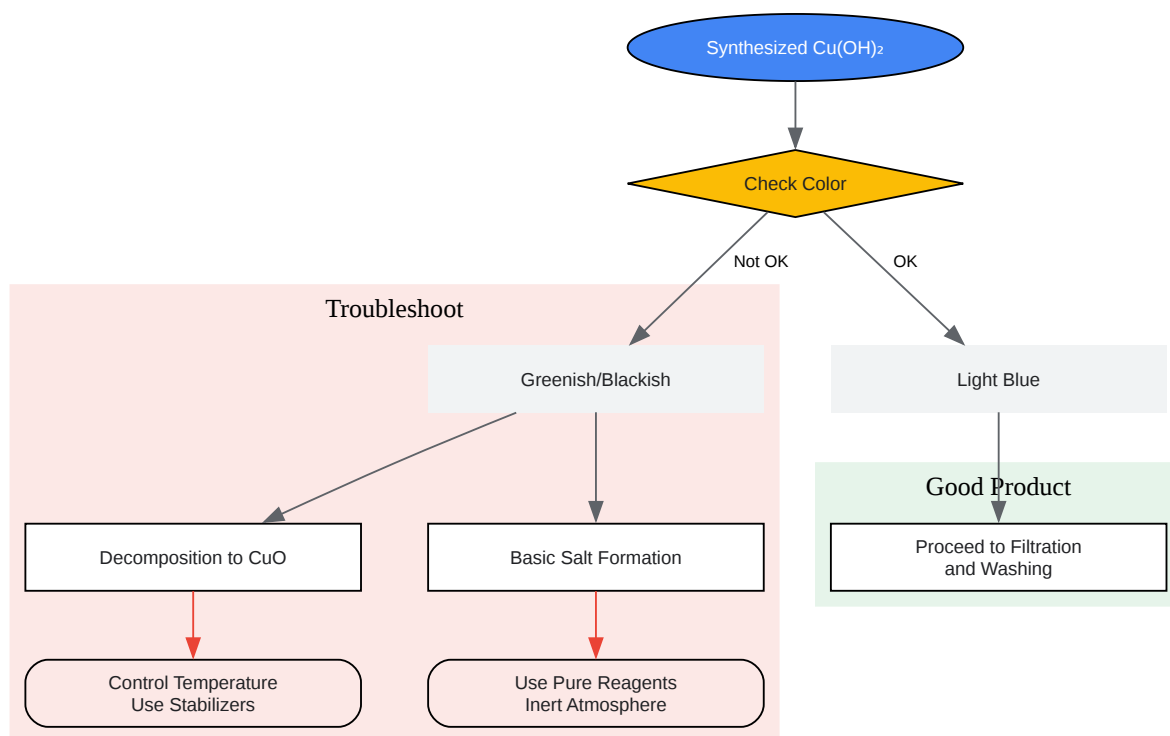 Synthesized Cu(OH)₂
Check Color
Not OK
OK
Troubleshoot
Greenish/Blackish
Light Blue
Good Product
Decomposition to CuO
Basic Salt Formation
Proceed to Filtration
and Washing
Control Temperature
Use Stabilizers
Use Pure Reagents
Inert Atmosphere